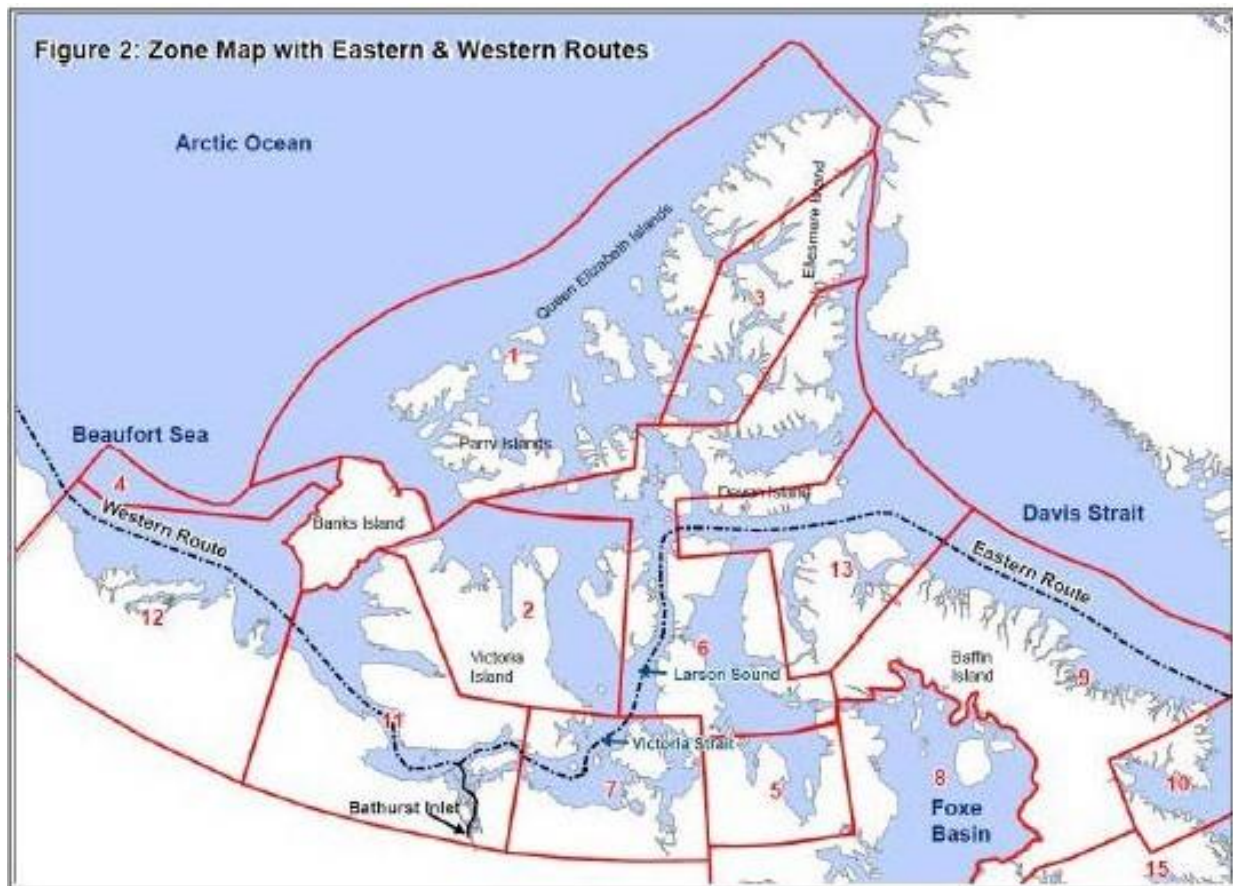 Figure 2: Zone Map with Eastern & Western Routes
Arctic Ocean
Queen Elizabeth Islands
Ellesmere Island
3
1
Beaufort Sea
Parry Islands
4
Western Route
Banks Island
Devon Island
Davis Strait
Eastern Route
13
12
2
6
Victoria
Island
Larson Sound
Baffin
Island
9
11
Victoria Strait
7
5
8
10
Bathurst Inlet
Foxe
Basin
15